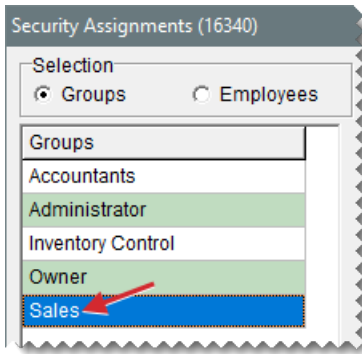 Security Assignments (16340)
Selection
Groups Employees
Groups
Accountants
Administrator
Inventory Control
Owner
Sales